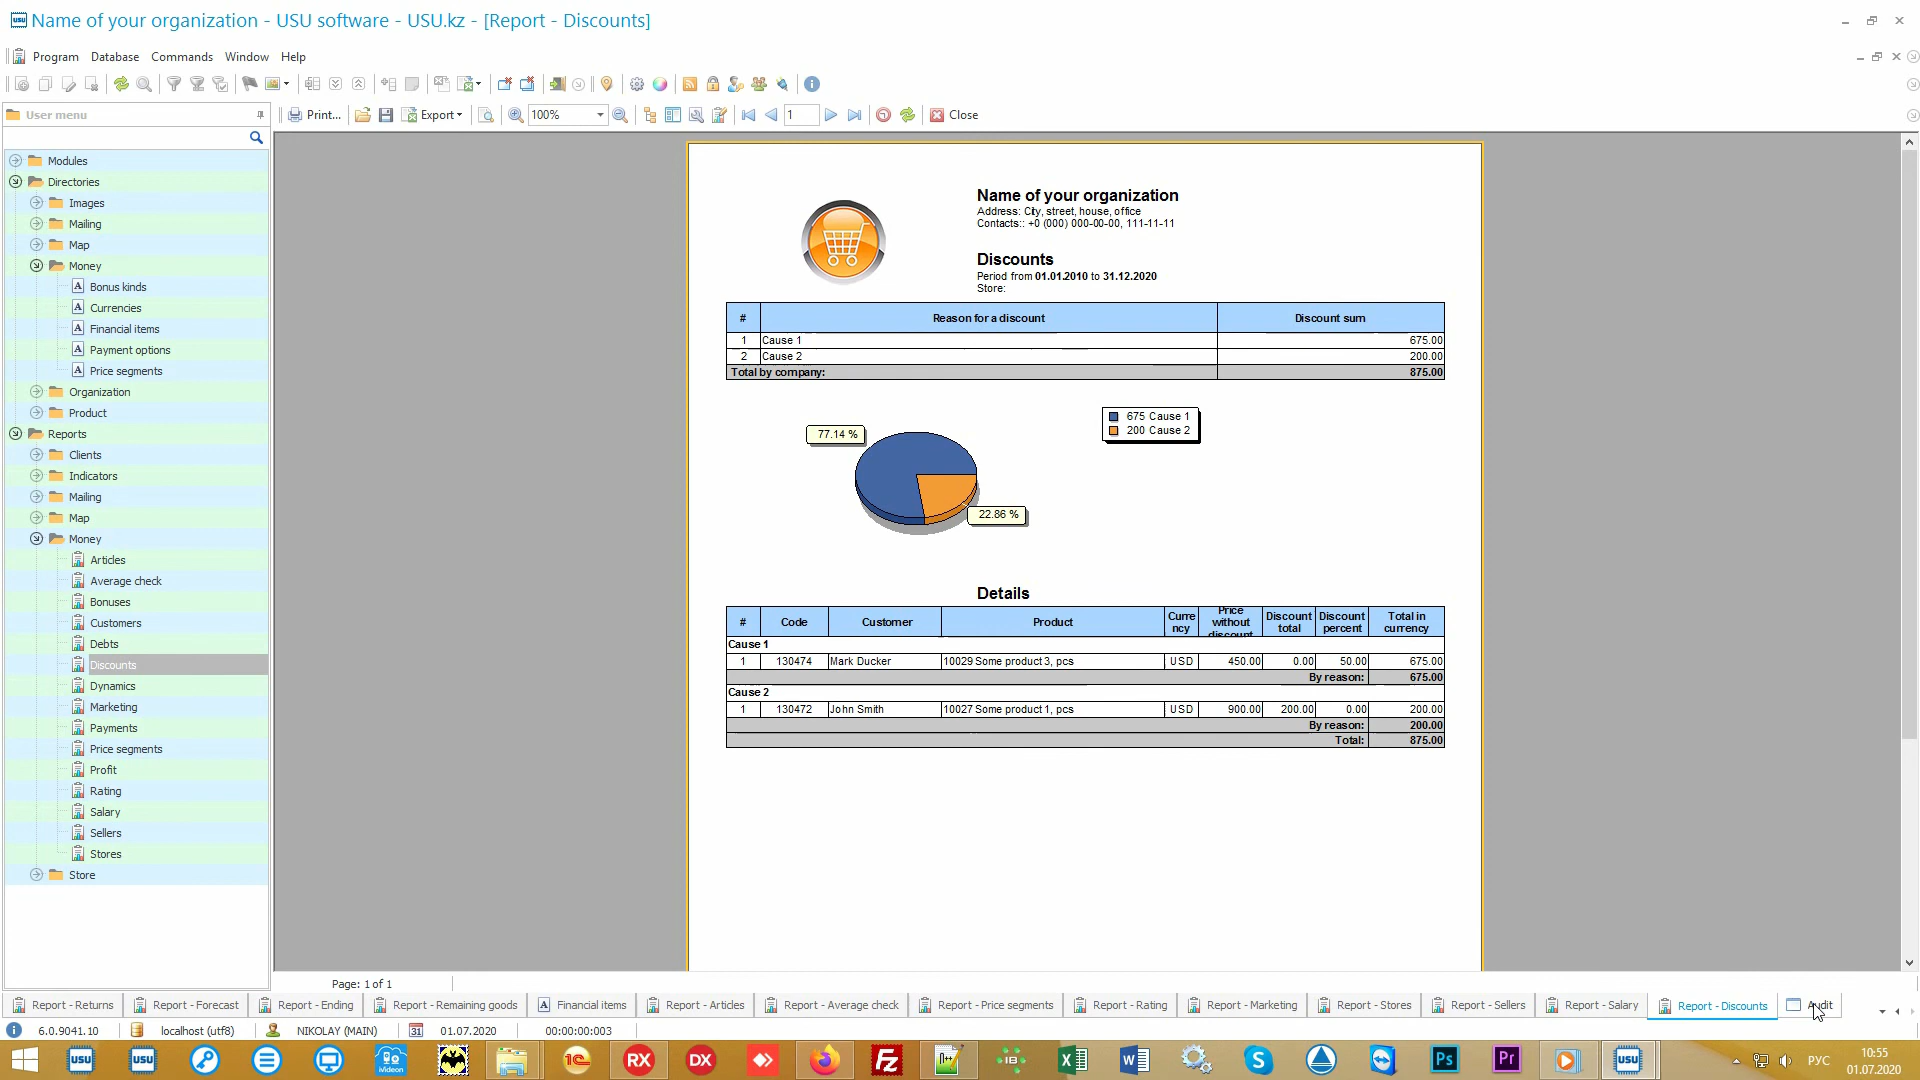 Name of your organization - USU software - USU.kz - [Report - Discounts]
Program Database Commands Window Help
User menu
Print... Export 100% 1 Close
Modules
Directories
Images
Mailing
Map
Money
Bonus kinds
Currencies
Financial items
Payment options
Price segments
Organization
Product
Reports
Clients
Indicators
Mailing
Map
Money
Articles
Average check
Bonuses
Customers
Debts
Discounts
Dynamics
Marketing
Payments
Price segments
Profit
Rating
Salary
Sellers
Stores
Store
Name of your organization
Address: City, street, house, office
Contacts:: +0 (000) 000-00-00, 111-11-11
Discounts
Period from 01.01.2010 to 31.12.2020
Store:
# Reason for a discount Discount sum
1 Cause 1 675.00
2 Cause 2 200.00
Total by company: 875.00
675 Cause 1
200 Cause 2
77.14 %
22.86 %
Details
# Code Customer Product Curre ncy Price without discount Discount total Discount percent Total in currency
Cause 1
1 130474 Mark Ducker 10029 Some product 3, pcs USD 450.00 0.00 50.00 675.00
By reason: 675.00
Cause 2
1 130472 John Smith 10027 Some product 1, pcs USD 900.00 200.00 0.00 200.00
By reason: 200.00
Total: 875.00
Page: 1 of 1
Report - Returns Report - Forecast Report - Ending Report - Remaining goods Financial items Report - Articles Report - Average check Report - Price segments Report - Rating Report - Marketing Report - Stores Report - Sellers Report - Salary Report - Discounts Audit
6.0.9041.10 localhost (utf8) NIKOLAY (MAIN) 31 01.07.2020 00:00:00:003
USU USU iVideon 1C RX DX FZ IB X W S Ps Pr USU РУС 10:55
01.07.2020